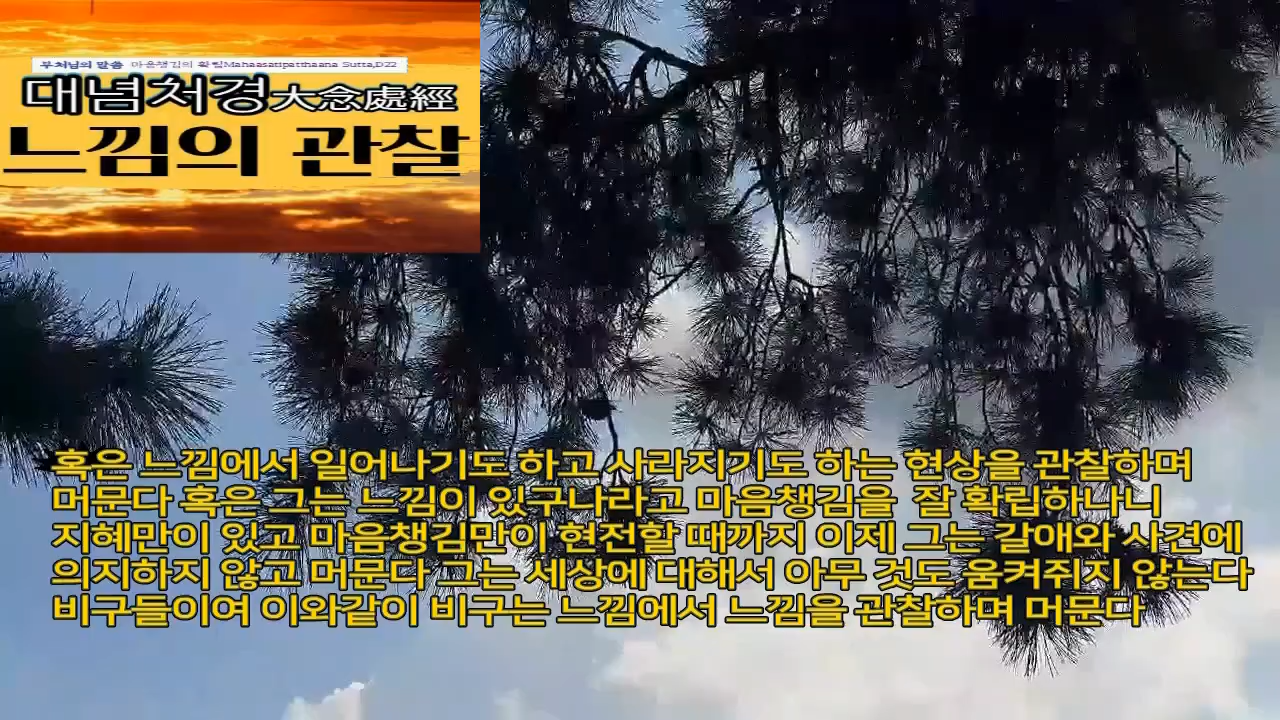 부처님의 말씀 마음챙김의 확립Mahaasatipatthaana Sutta,D22
대념처경大念處經
느낌의 관찰
혹은 느낌에서 일어나기도 하고 사라지기도 하는 현상을 관찰하며
머문다 혹은 그는 느낌이 있구나라고 마음챙김을 잘 확립하나니
지혜만이 있고 마음챙김만이 현전할 때까지 이제 그는 갈애와 사견에
의지하지 않고 머문다 그는 세상에 대해서 아무 것도 움켜쥐지 않는다
비구들이여 이와같이 비구는 느낌에서 느낌을 관찰하며 머문다